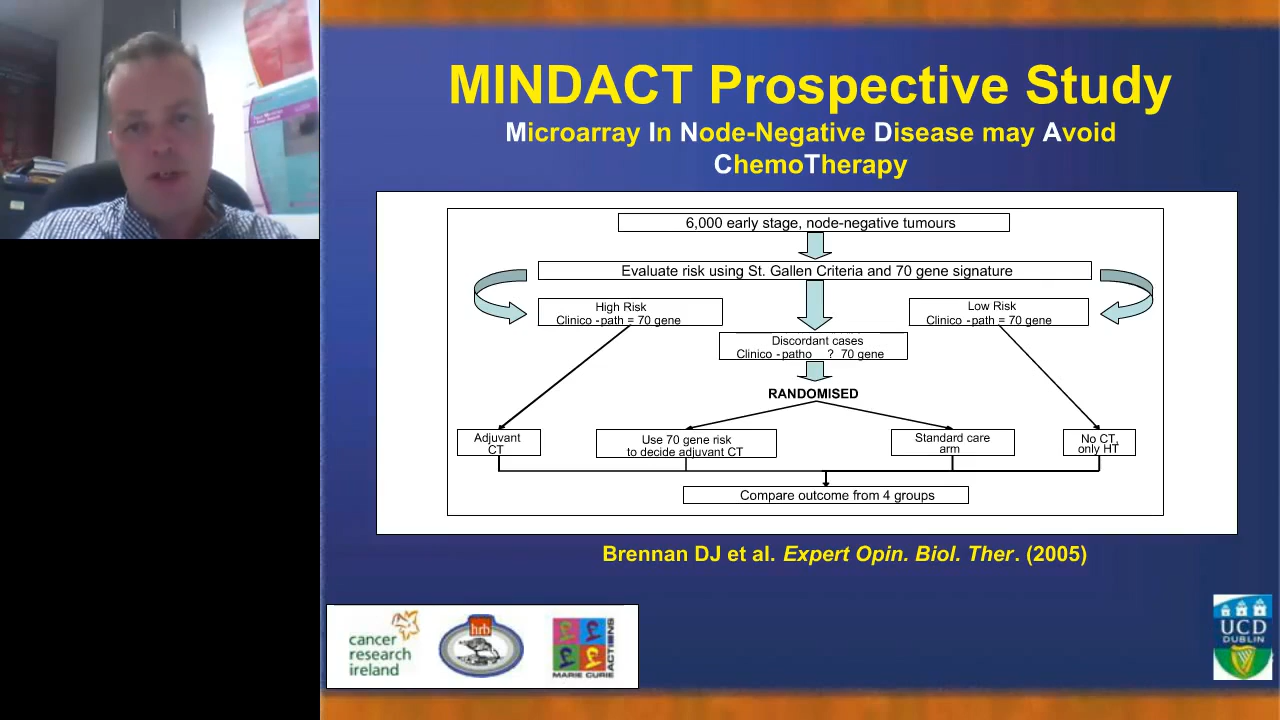 MINDACT Prospective Study
Microarray In Node-Negative Disease may Avoid
ChemoTherapy
6,000 early stage, node-negative tumours
Evaluate risk using St. Gallen Criteria and 70 gene signature
High Risk
Clinico -path = 70 gene
Low Risk
Clinico -path = 70 gene
Discordant cases
Clinico -patho ? 70 gene
RANDOMISED
Adjuvant
CT
Use 70 gene risk
to decide adjuvant CT
Standard care
arm
No CT,
only HT
Compare outcome from 4 groups
Brennan DJ et al. Expert Opin. Biol. Ther. (2005)
cancer
research
ireland
hrb
MARIE CURIE
ACTIONS
UCD
DUBLIN